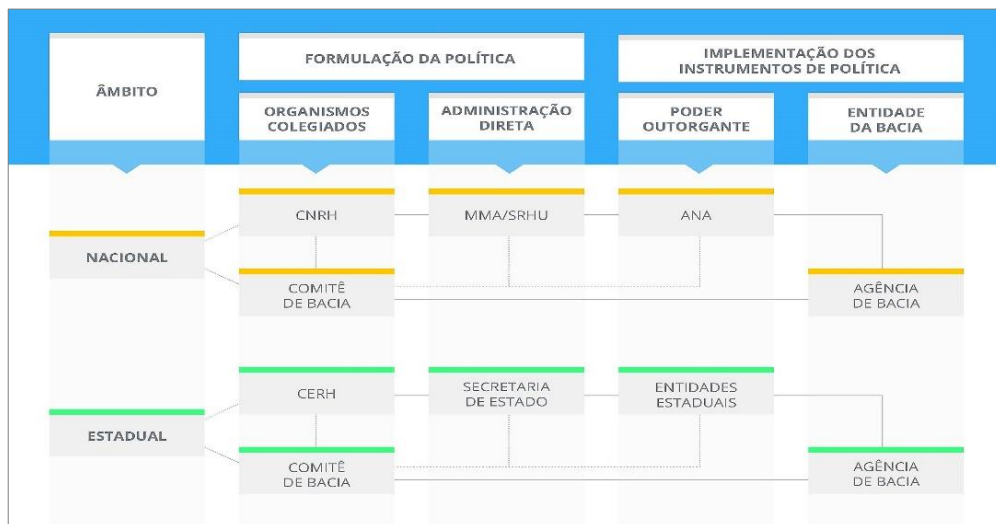 ÂMBITO
FORMULAÇÃO DA POLÍTICA
IMPLEMENTAÇÃO DOS
INSTRUMENTOS DE POLÍTICA
ORGANISMOS
COLEGIADOS
ADMINISTRAÇÃO
DIRETA
PODER
OUTORGANTE
ENTIDADE
DA BACIA
NACIONAL
CNRH
MMA/SRHU
ANA
COMITÊ
DE BACIA
AGÊNCIA
DE BACIA
ESTADUAL
CERH
SECRETARIA
DE ESTADO
ENTIDADES
ESTADUAIS
COMITÊ
DE BACIA
AGÊNCIA
DE BACIA